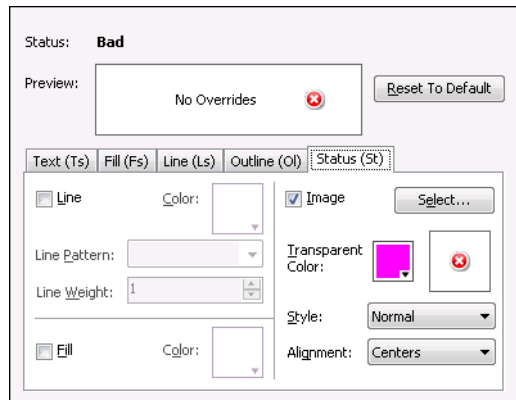 Status: Bad
Preview: No Overrides Reset To Default
Text (Ts) Fill (Fs) Line (Ls) Outline (Ol) Status (St)
Line Color: Image Select...
Line Pattern: Transparent Color:
Line Weight: 1
Style: Normal
Fill Color: Alignment: Centers